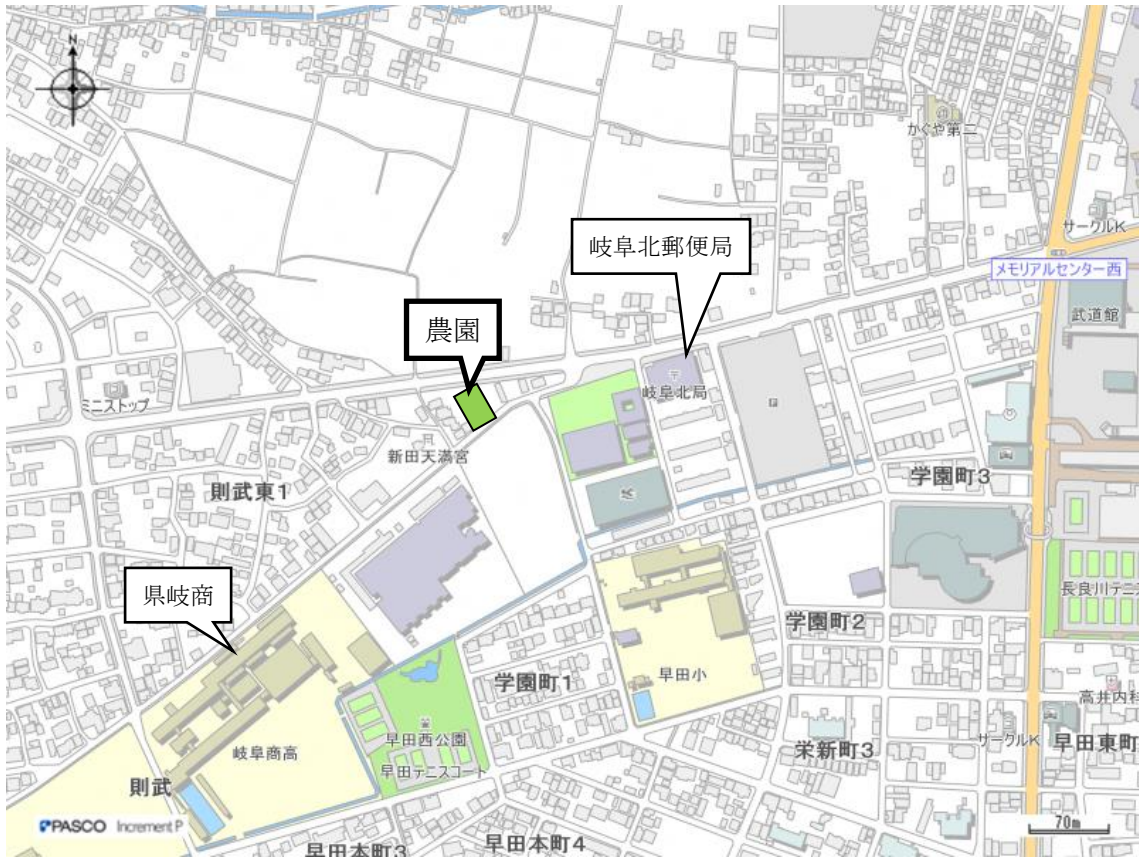 N
かぐや第二
サークルK
岐阜北郵便局
メモリアルセンター西
武道館
農園
岐阜北局
ミニストップ
新田天満宮
学園町3
則武東1
県岐商
長良川テニス
学園町2
早田小
学園町1
高井内科
早田西公園
サークルK
早田東町
栄新町3
岐阜商高
早田テニスコート
則武
PASCO Increment P
70m
早田本町3
早田本町4